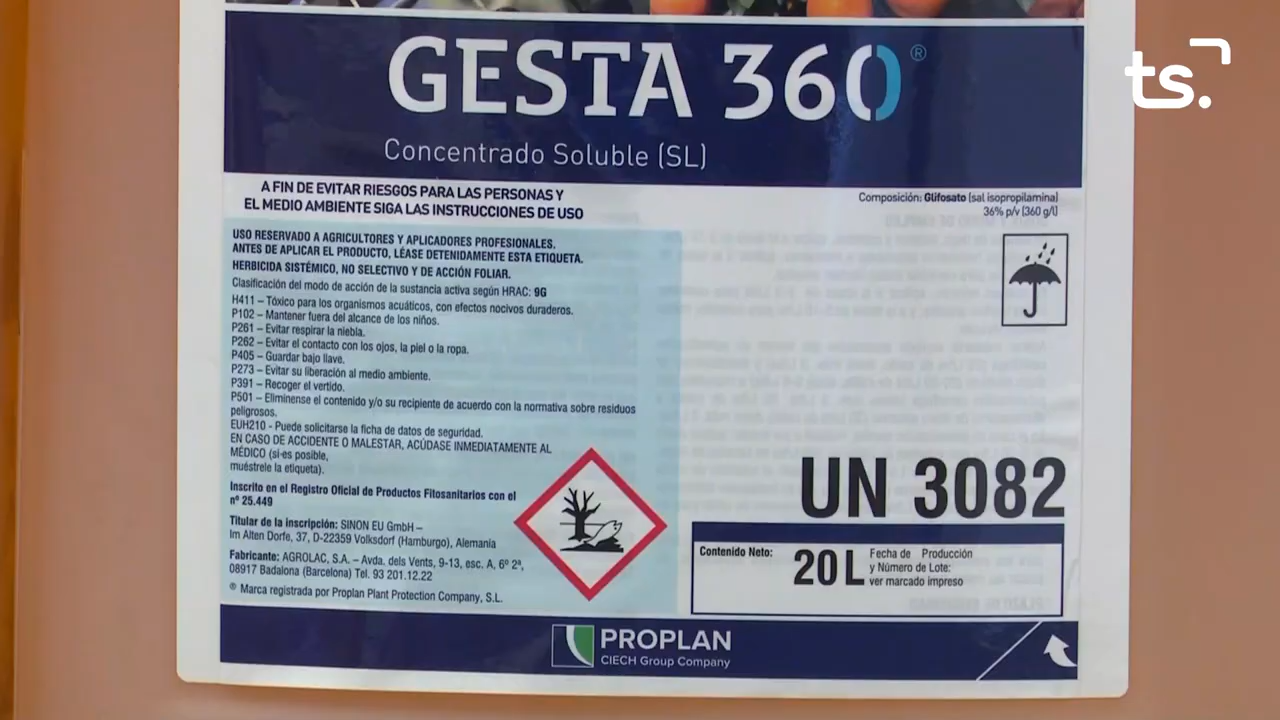 GESTA 360®
ts.
Concentrado Soluble (SL)
A FIN DE EVITAR RIESGOS PARA LAS PERSONAS Y
EL MEDIO AMBIENTE SIGA LAS INSTRUCCIONES DE USO
Composición: Glifosato (sal isopropilamina)
36% p/v (360 g/l)
USO RESERVADO A AGRICULTORES Y APLICADORES PROFESIONALES.
ANTES DE APLICAR EL PRODUCTO, LÉASE DETENIDAMENTE ESTA ETIQUETA.
HERBICIDA SISTÉMICO, NO SELECTIVO Y DE ACCIÓN FOLIAR.
Clasificación del modo de acción de la sustancia activa según HRAC: 9G
H411 – Tóxico para los organismos acuáticos, con efectos nocivos duraderos.
P102 – Mantener fuera del alcance de los niños.
P261 – Evitar respirar la niebla.
P262 – Evitar el contacto con los ojos, la piel o la ropa.
P405 – Guardar bajo llave.
P273 – Evitar su liberación al medio ambiente.
P391 – Recoger el vertido.
P501 – Elimínense el contenido y/o su recipiente de acuerdo con la normativa sobre residuos
peligrosos.
EUH210 - Puede solicitarse la ficha de datos de seguridad.
EN CASO DE ACCIDENTE O MALESTAR, ACÚDASE INMEDIATAMENTE AL
MÉDICO (si es posible,
muéstrele la etiqueta).
Inscrito en el Registro Oficial de Productos Fitosanitarios con el
nº 25.449
Titular de la inscripción: SINON EU GmbH –
Im Alten Dorfe, 37, D-22359 Volksdorf (Hamburgo), Alemania
Fabricante: AGROLAC, S.A. – Avda. dels Vents, 9-13, esc. A, 6º 2ª,
08917 Badalona (Barcelona) Tel. 93 201.12.22
® Marca registrada por Proplan Plant Protection Company, S.L.
UN 3082
Contenido Neto: 20 L
Fecha de Producción
y Número de Lote:
ver marcado impreso
PROPLAN
CIECH Group Company